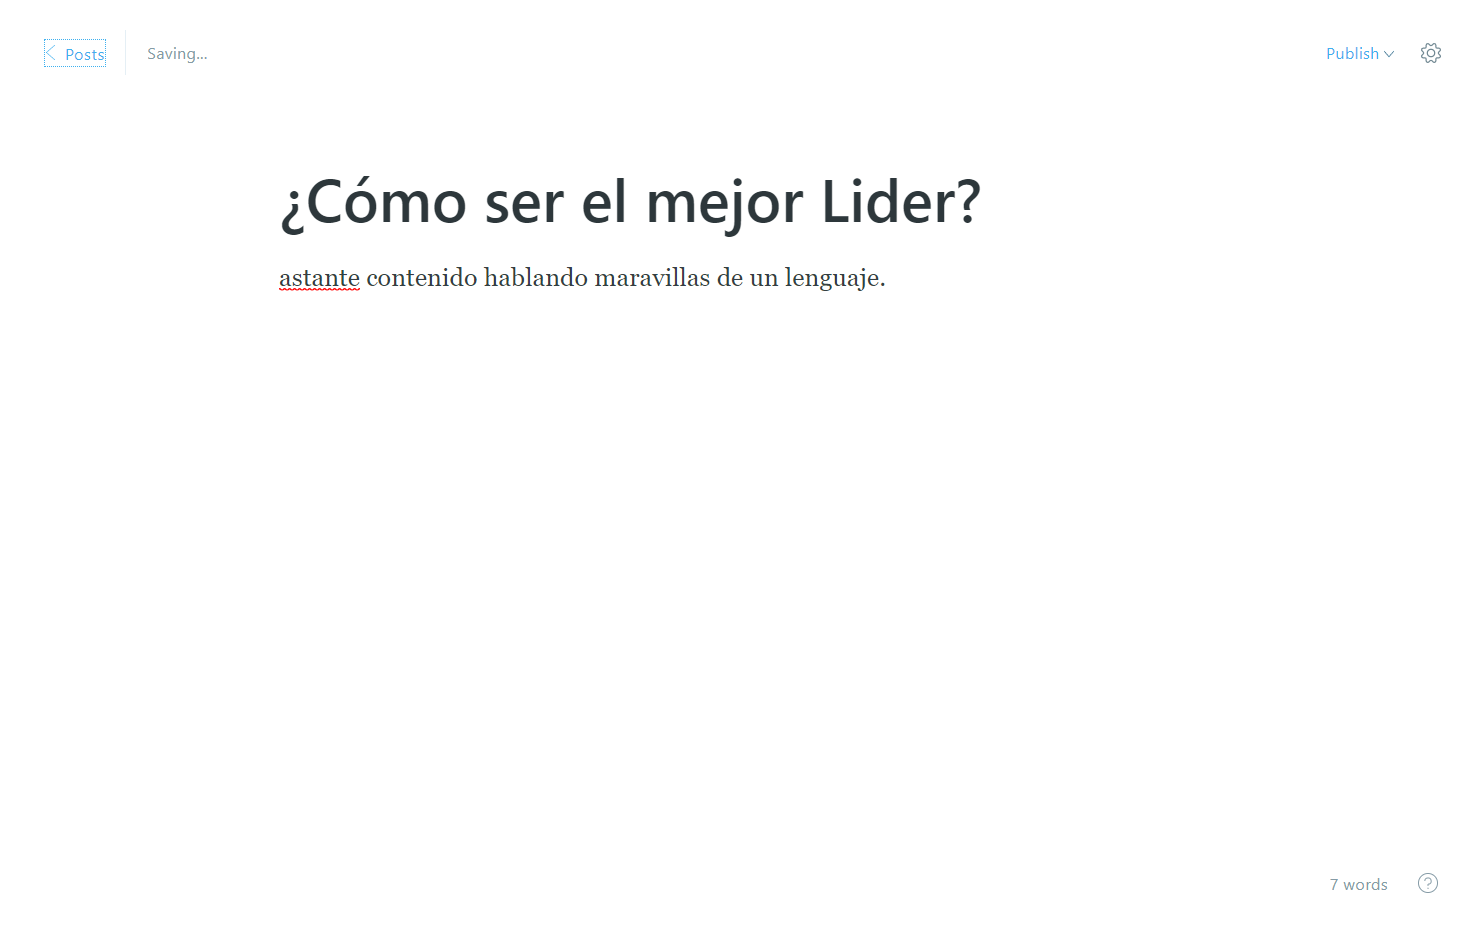 Posts
Saving...
Publish
¿Cómo ser el mejor Lider?
astante contenido hablando maravillas de un lenguaje.
7 words
?